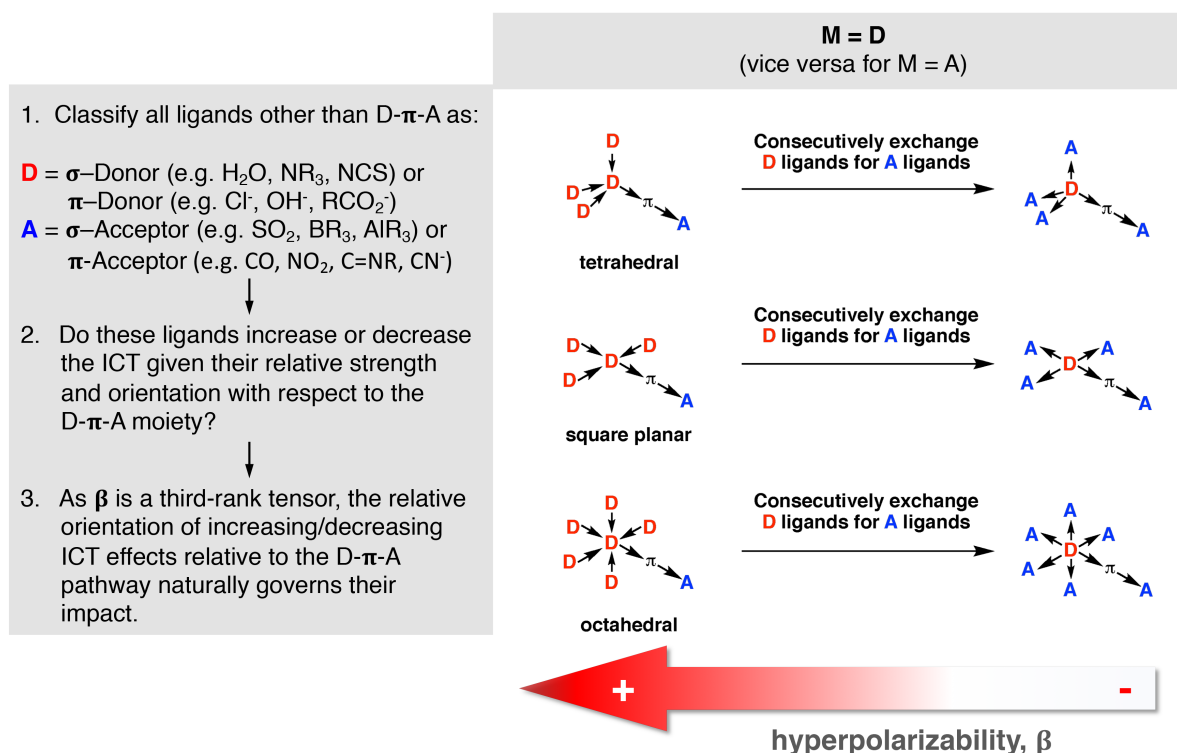 M = D
(vice versa for M = A)
1. Classify all ligands other than D-π-A as:
D = σ–Donor (e.g. H₂O, NR₃, NCS) or
π–Donor (e.g. Cl⁻, OH⁻, RCO₂⁻)
A = σ–Acceptor (e.g. SO₂, BR₃, AlR₃) or
π-Acceptor (e.g. CO, NO₂, C=NR, CN⁻)
2. Do these ligands increase or decrease
the ICT given their relative strength
and orientation with respect to the
D-π-A moiety?
3. As β is a third-rank tensor, the relative
orientation of increasing/decreasing
ICT effects relative to the D-π-A
pathway naturally governs their
impact.
D
D D
D
π
A
tetrahedral
Consecutively exchange
D ligands for A ligands
A
D
A
A
π
A
D D
D
D
π
A
square planar
Consecutively exchange
D ligands for A ligands
A A
D
A
π
A
D
D D
D
D
π
D A
octahedral
Consecutively exchange
D ligands for A ligands
A
A A
D
A
π
A A
+ -
hyperpolarizability, β